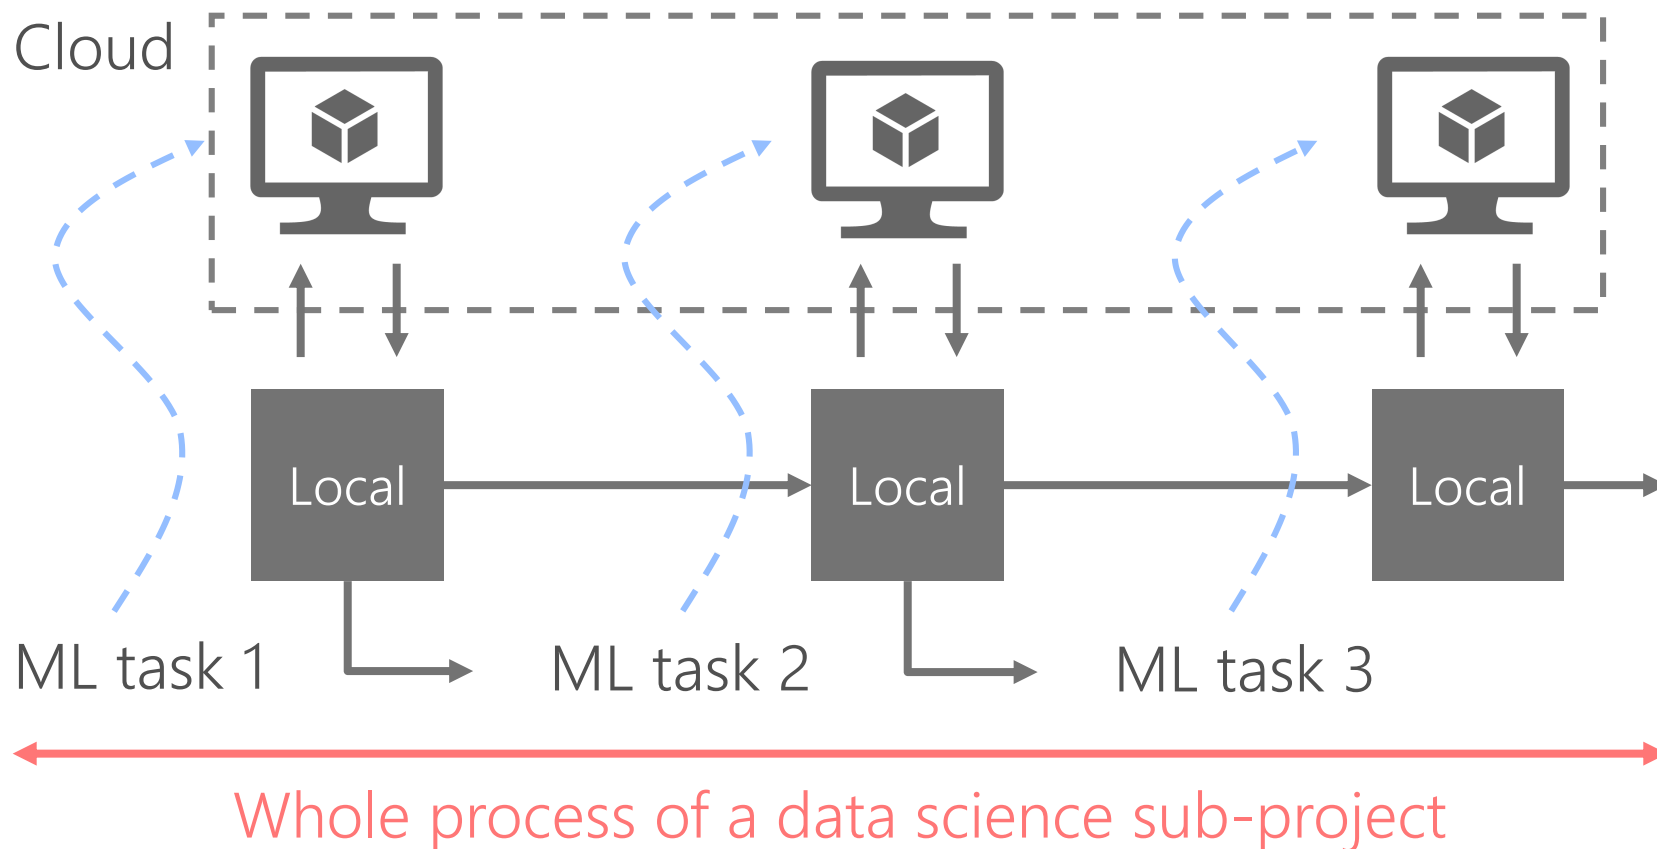 Cloud
Local
Local
Local
ML task 1
ML task 2
ML task 3
Whole process of a data science sub-project